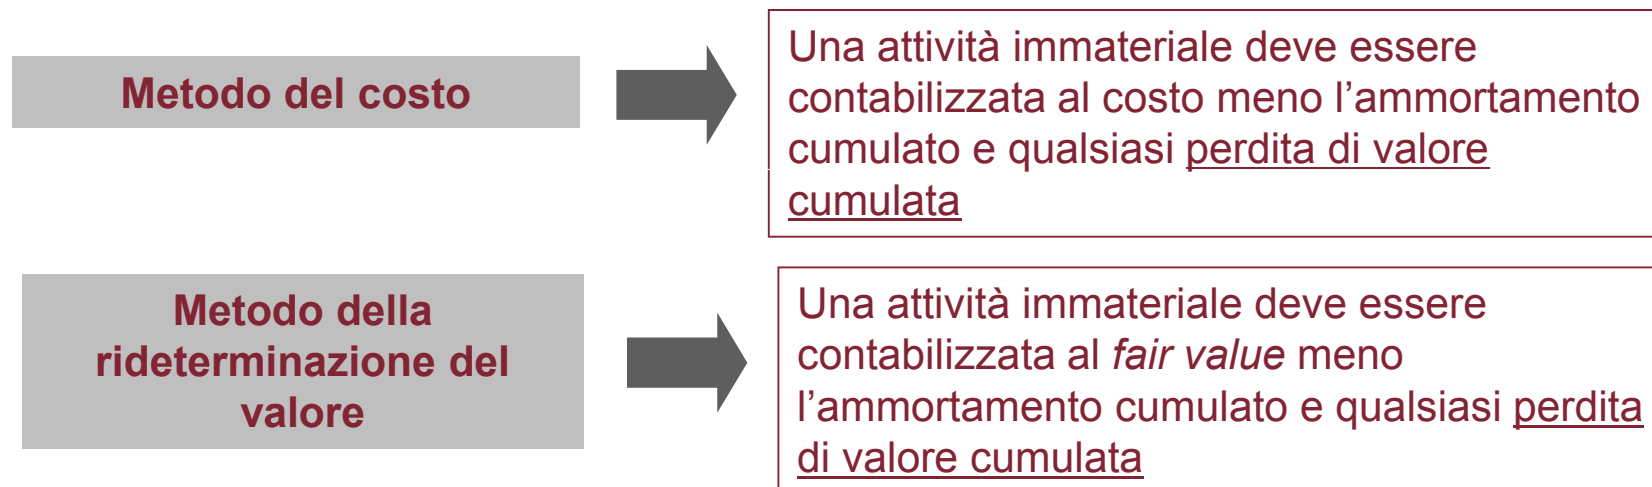 Metodo del costo
Una attività immateriale deve essere
contabilizzata al costo meno l’ammortamento
cumulato e qualsiasi perdita di valore
cumulata
Metodo della
rideterminazione del
valore
Una attività immateriale deve essere
contabilizzata al fair value meno
l’ammortamento cumulato e qualsiasi perdita
di valore cumulata